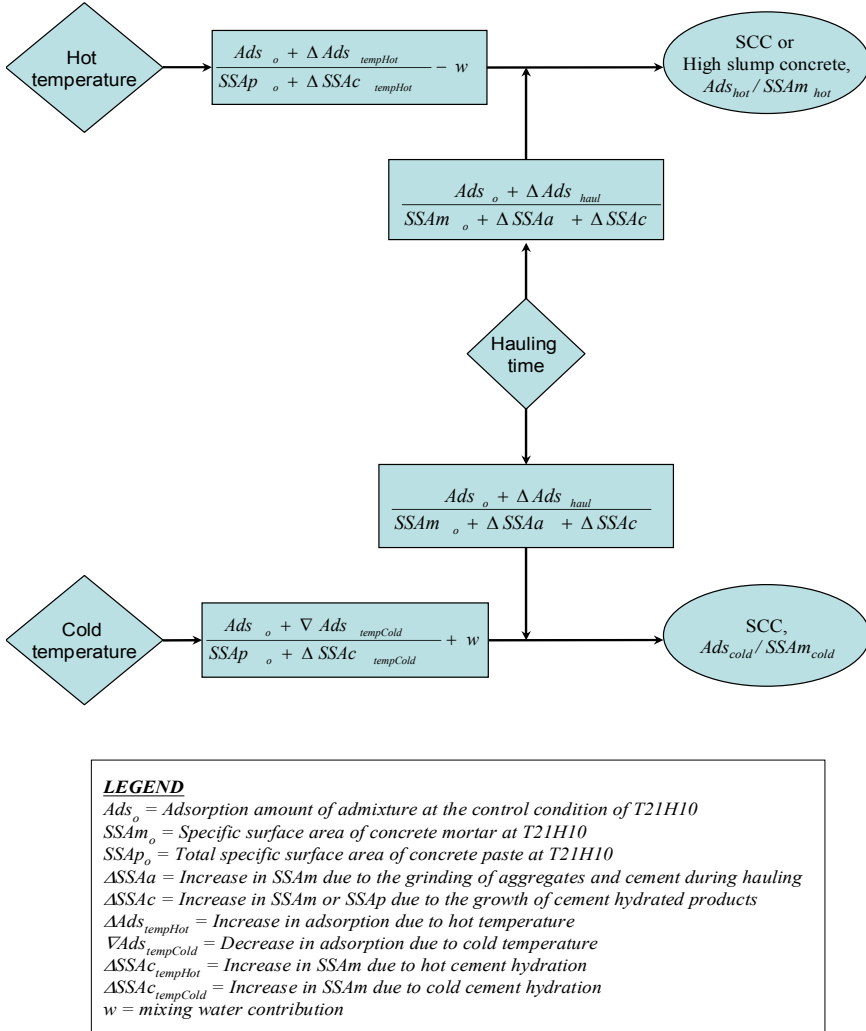 Hot
temperature
Ads o + Δ Ads tempHot
SSAp o + Δ SSAc tempHot
− w
SCC or
High slump concrete,
Ads hot / SSAm hot
Ads o + Δ Ads haul
SSAm o + Δ SSAa + Δ SSAc
Hauling
time
Ads o + Δ Ads haul
SSAm o + Δ SSAa + Δ SSAc
Cold
temperature
Ads o + ∇ Ads tempCold
SSAp o + Δ SSAc tempCold
+ w
SCC,
Ads cold / SSAm cold
LEGEND
Ads o = Adsorption amount of admixture at the control condition of T21H10
SSAm o = Specific surface area of concrete mortar at T21H10
SSAp o = Total specific surface area of concrete paste at T21H10
ΔSSAa = Increase in SSAm due to the grinding of aggregates and cement during hauling
ΔSSAc = Increase in SSAm or SSAp due to the growth of cement hydrated products
ΔAds tempHot = Increase in adsorption due to hot temperature
∇Ads tempCold = Decrease in adsorption due to cold temperature
ΔSSAc tempHot = Increase in SSAm due to hot cement hydration
ΔSSAc tempCold = Increase in SSAm due to cold cement hydration
w = mixing water contribution